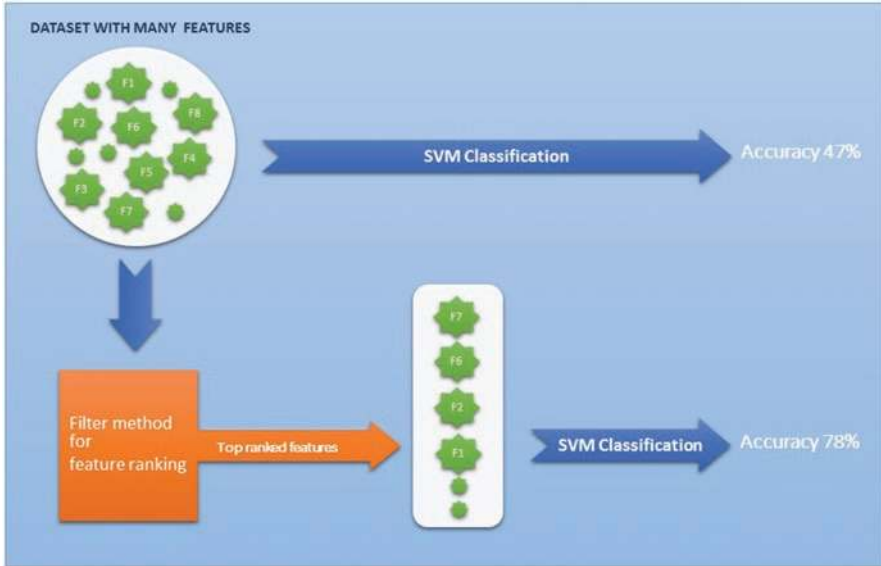 DATASET WITH MANY FEATURES
F1
F2
F6
F8
F5
F4
F3
F7
SVM Classification
Accuracy 47%
Filter method
for
feature ranking
Top ranked features
F7
F6
F2
F1
SVM Classification
Accuracy 78%